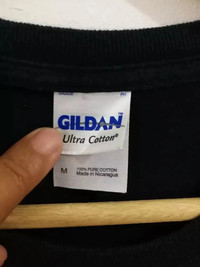 GILDAN
Ultra Cotton®
M
100% PURE COTTON
Made in Nicaragua